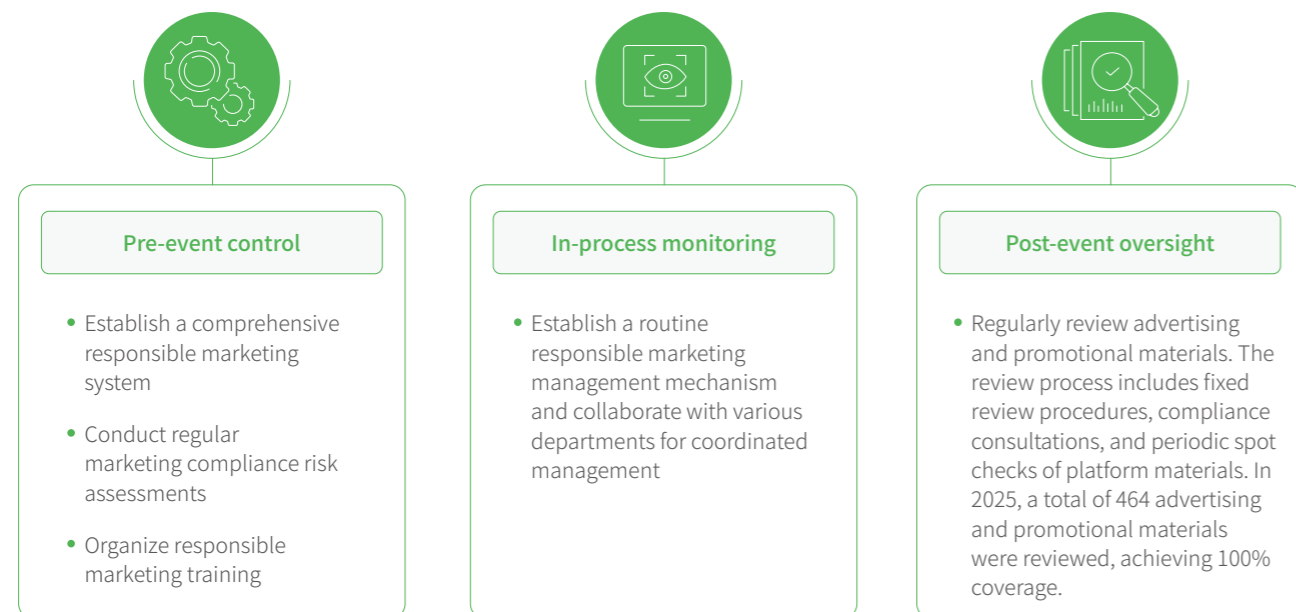 Pre-event control
• Establish a comprehensive
responsible marketing
system
• Conduct regular
marketing compliance risk
assessments
• Organize responsible
marketing training
In-process monitoring
• Establish a routine
responsible marketing
management mechanism
and collaborate with various
departments for coordinated
management
Post-event oversight
• Regularly review advertising
and promotional materials. The
review process includes fixed
review procedures, compliance
consultations, and periodic spot
checks of platform materials. In
2025, a total of 464 advertising
and promotional materials
were reviewed, achieving 100%
coverage.